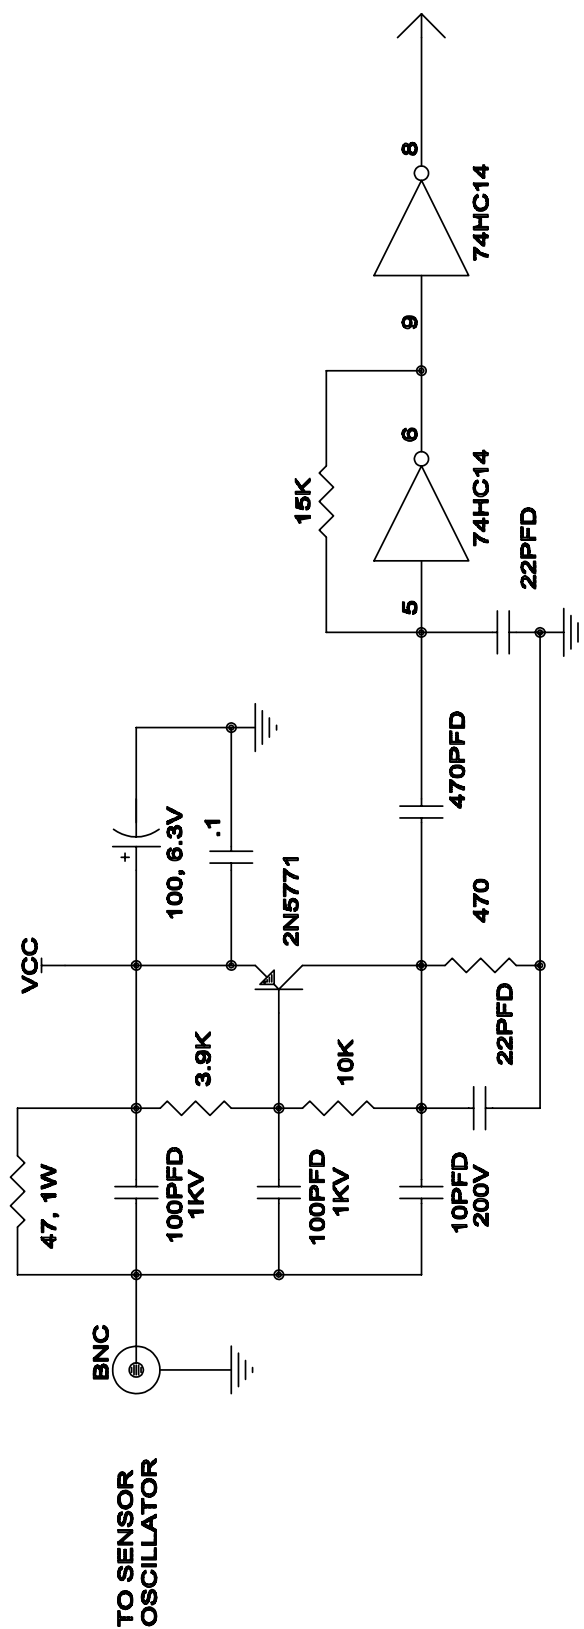 TO SENSOR
OSCILLATOR
BNC
47, 1W
100PFD
1KV
100PFD
1KV
10PFD
200V
3.9K
10K
22PFD
VCC
2N5771
470
100, 6.3V
+
.1
470PFD
15K
5
22PFD
6
74HC14
9
8
74HC14